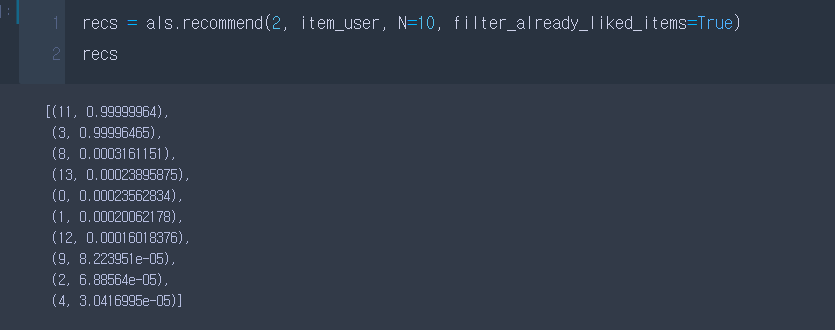 ]:
1 recs = als.recommend(2, item_user, N=10, filter_already_liked_items=True)
2 recs
[(11, 0.99999964),
(3, 0.99996465),
(8, 0.0003161151),
(13, 0.00023895875),
(0, 0.00023562834),
(1, 0.00020062178),
(12, 0.00016018376),
(9, 8.223951e-05),
(2, 6.88564e-05),
(4, 3.0416995e-05)]